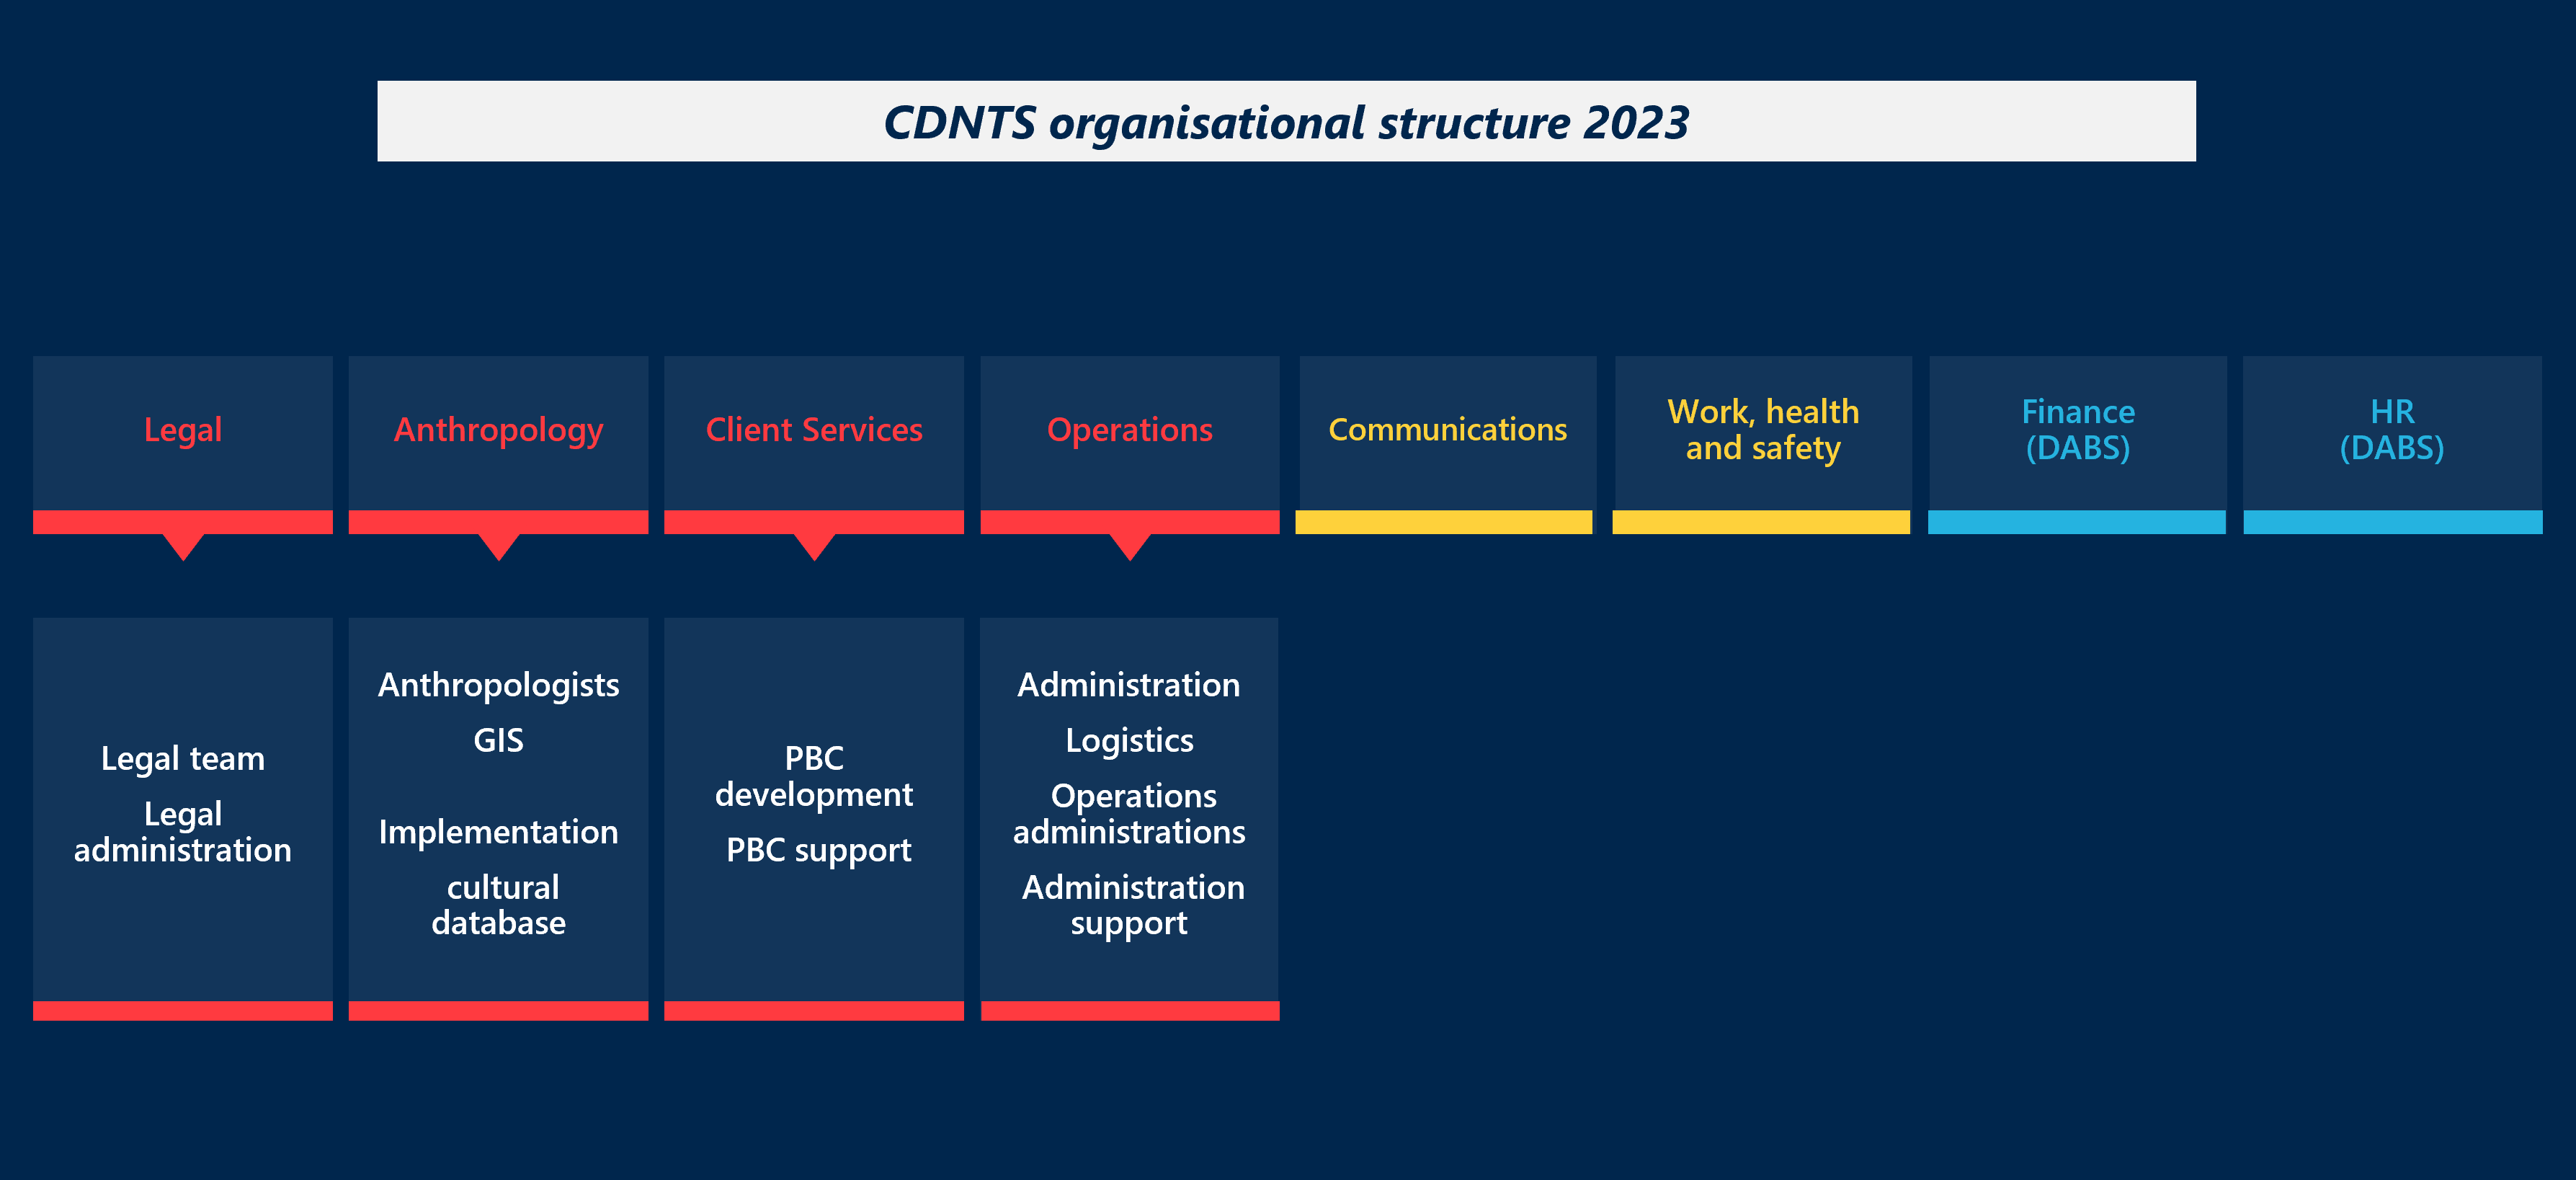 CDNTS organisational structure 2023
Legal
Anthropology
Client Services
Operations
Communications
Work, health
and safety
Finance
(DABS)
HR
(DABS)
Legal team
Legal
administration
Anthropologists
GIS
Implementation
cultural
database
PBC
development
PBC support
Administration
Logistics
Operations
administrations
Administration
support